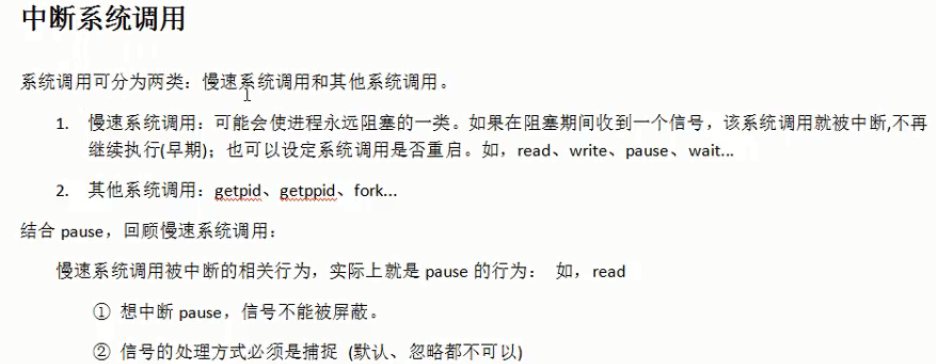 中断系统调用
系统调用可分为两类：慢速系统调用和其他系统调用。
1. 慢速系统调用：可能会使进程永远阻塞的一类。如果在阻塞期间收到一个信号，该系统调用就被中断,不再
继续执行(早期)；也可以设定系统调用是否重启。如，read、write、pause、wait...
2. 其他系统调用：getpid、getppid、fork...
结合 pause，回顾慢速系统调用：
慢速系统调用被中断的相关行为，实际上就是 pause 的行为： 如，read
① 想中断 pause，信号不能被屏蔽。
② 信号的处理方式必须是捕捉 (默认、忽略都不可以)